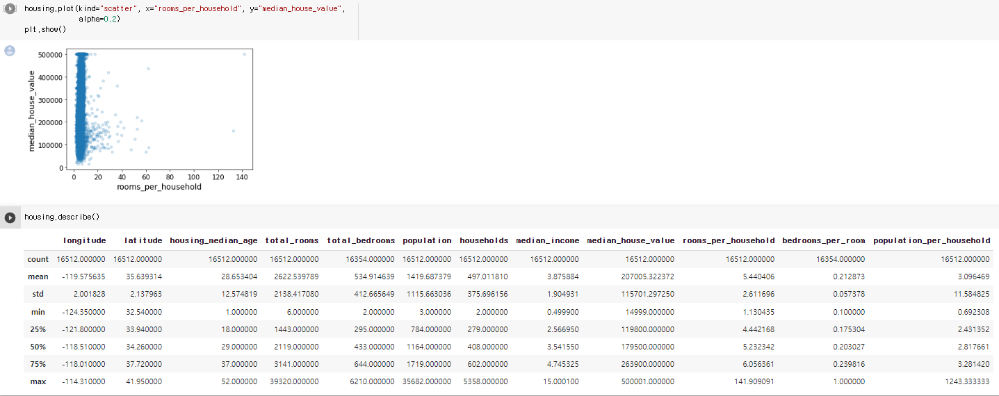 housing.plot(kind="scatter", x="rooms_per_household", y="median_house_value",
alpha=0.2)
plt.show()
500000
400000
300000
200000
100000
0
median_house_value
0 20 40 60 80 100 120 140
rooms_per_household
housing.describe()
longitude latitude housing_median_age total_rooms total_bedrooms population households median_income median_house_value rooms_per_household bedrooms_per_room population_per_household
count 16512.000000 16512.000000 16512.000000 16512.000000 16354.000000 16512.000000 16512.000000 16512.000000 16512.000000 16512.000000 16354.000000 16512.000000
mean -119.575635 35.639314 28.653404 2622.539789 534.914639 1419.687379 497.011810 3.875884 207005.322372 5.440406 0.212873 3.096469
std 2.001828 2.137963 12.574819 2138.417080 412.665649 1115.663036 375.696156 1.904931 115701.297250 2.611696 0.057378 11.584825
min -124.350000 32.540000 1.000000 6.000000 2.000000 3.000000 2.000000 0.499900 14999.000000 1.130435 0.100000 0.692308
25% -121.800000 33.940000 18.000000 1443.000000 295.000000 784.000000 279.000000 2.566950 119800.000000 4.442168 0.175304 2.431352
50% -118.510000 34.260000 29.000000 2119.000000 433.000000 1164.000000 408.000000 3.541550 179500.000000 5.232342 0.203027 2.817661
75% -118.010000 37.720000 37.000000 3141.000000 644.000000 1719.000000 602.000000 4.745325 263900.000000 6.056361 0.239816 3.281420
max -114.310000 41.950000 52.000000 39320.000000 6210.000000 35682.000000 5358.000000 15.000100 500001.000000 141.909091 1.000000 1243.333333